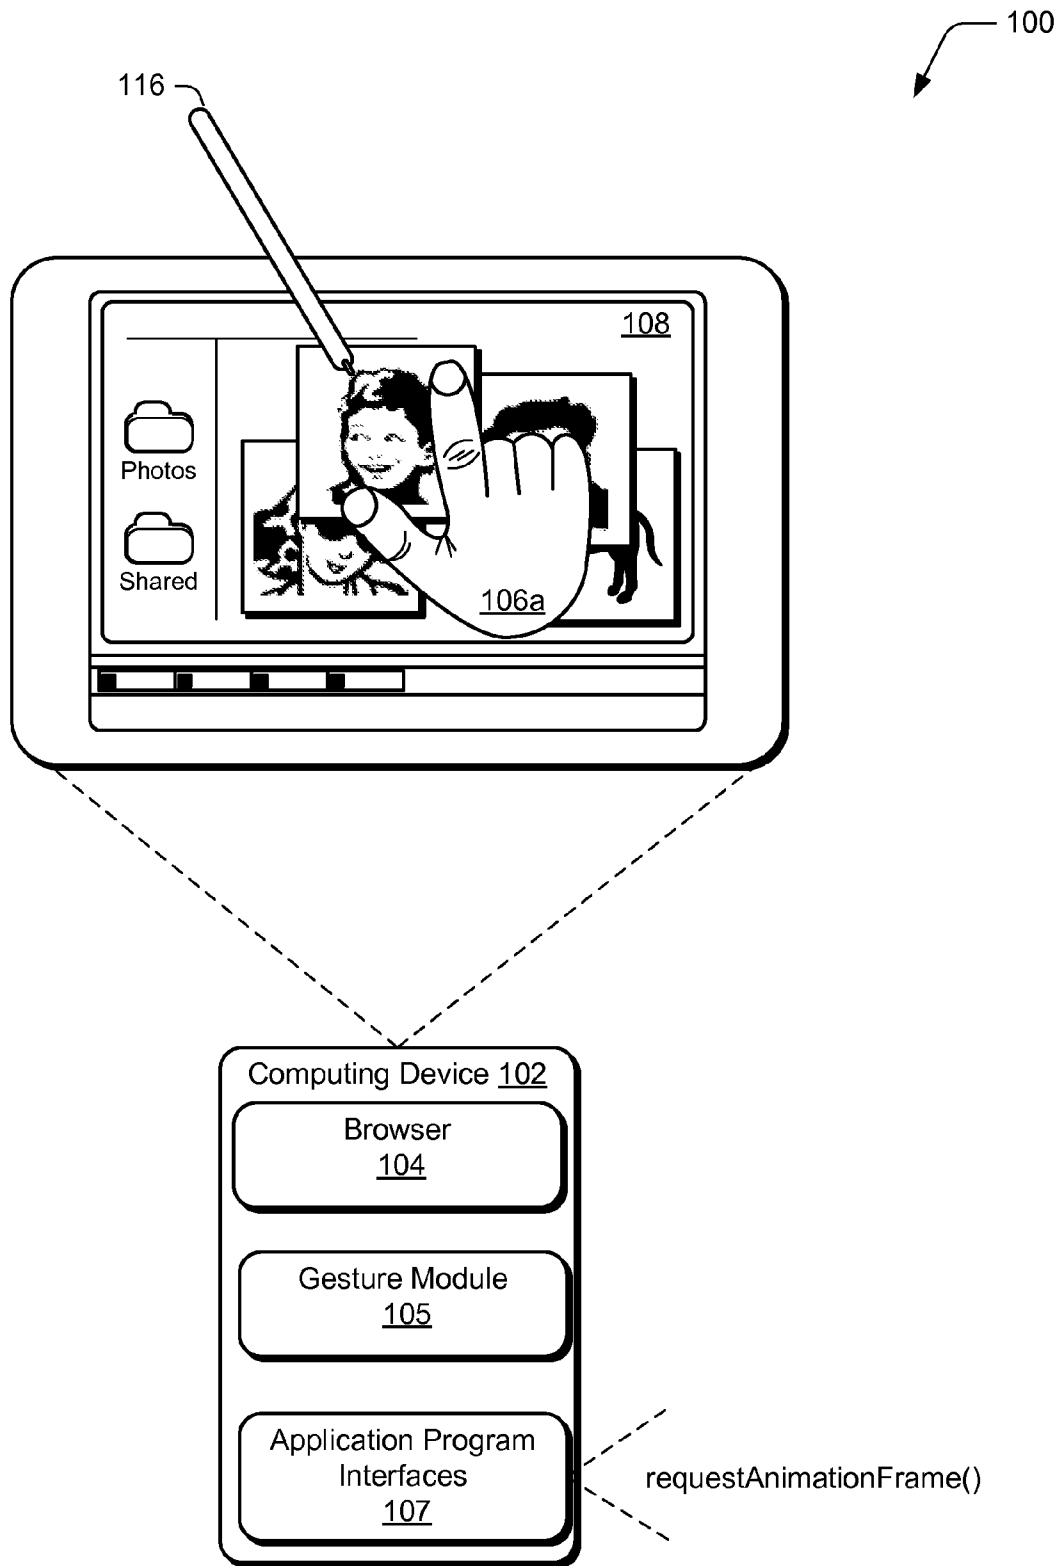 100
116
108
Photos
Shared
106a
Computing Device 102
Browser
104
Gesture Module
105
Application Program
Interfaces
107
requestAnimationFrame()